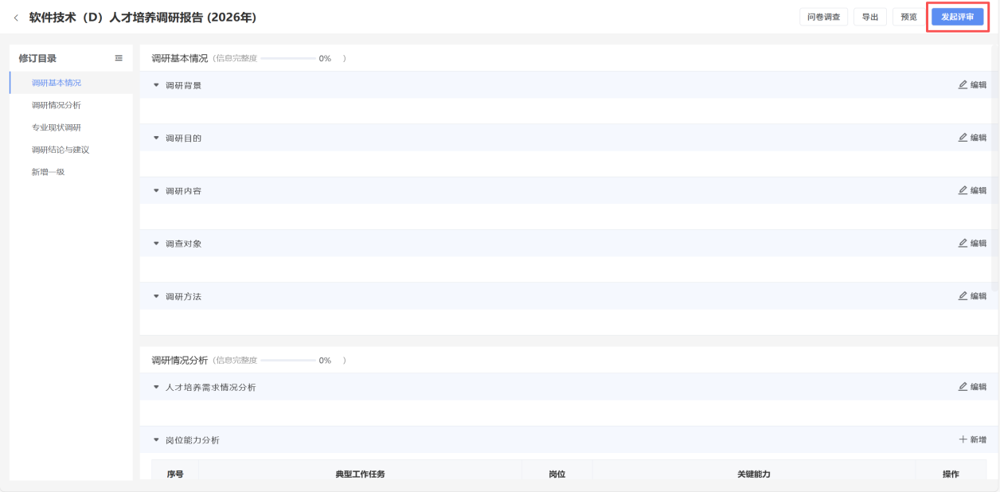 软件技术（D）人才培养调研报告 (2026年)
问卷调查 导出 预览 发起评审
修订目录
调研基本情况
调研情况分析
专业现状调研
调研结论与建议
新增一级
调研基本情况（信息完整度 0% ）
调研背景 编辑
调研目的 编辑
调研内容 编辑
调查对象 编辑
调研方法 编辑
调研情况分析（信息完整度 0% ）
人才培养需求情况分析 编辑
岗位能力分析 新增
序号 典型工作任务 岗位 关键能力 操作